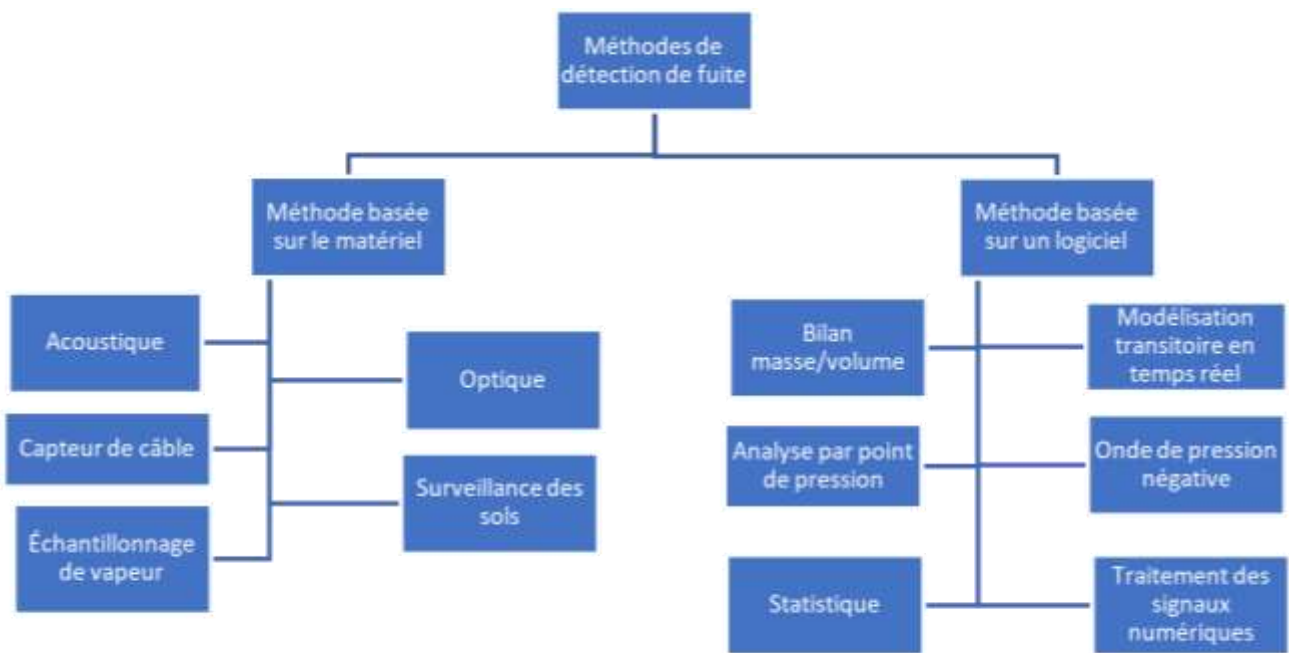 Méthodes de
détection de fuite
Méthode basée
sur le matériel
Méthode basée
sur un logiciel
Acoustique
Optique
Capteur de câble
Surveillance des
sols
Échantillonnage
de vapeur
Bilan
masse/volume
Modélisation
transitoire en
temps réel
Analyse par point
de pression
Onde de pression
négative
Statistique
Traitement des
signaux
numériques